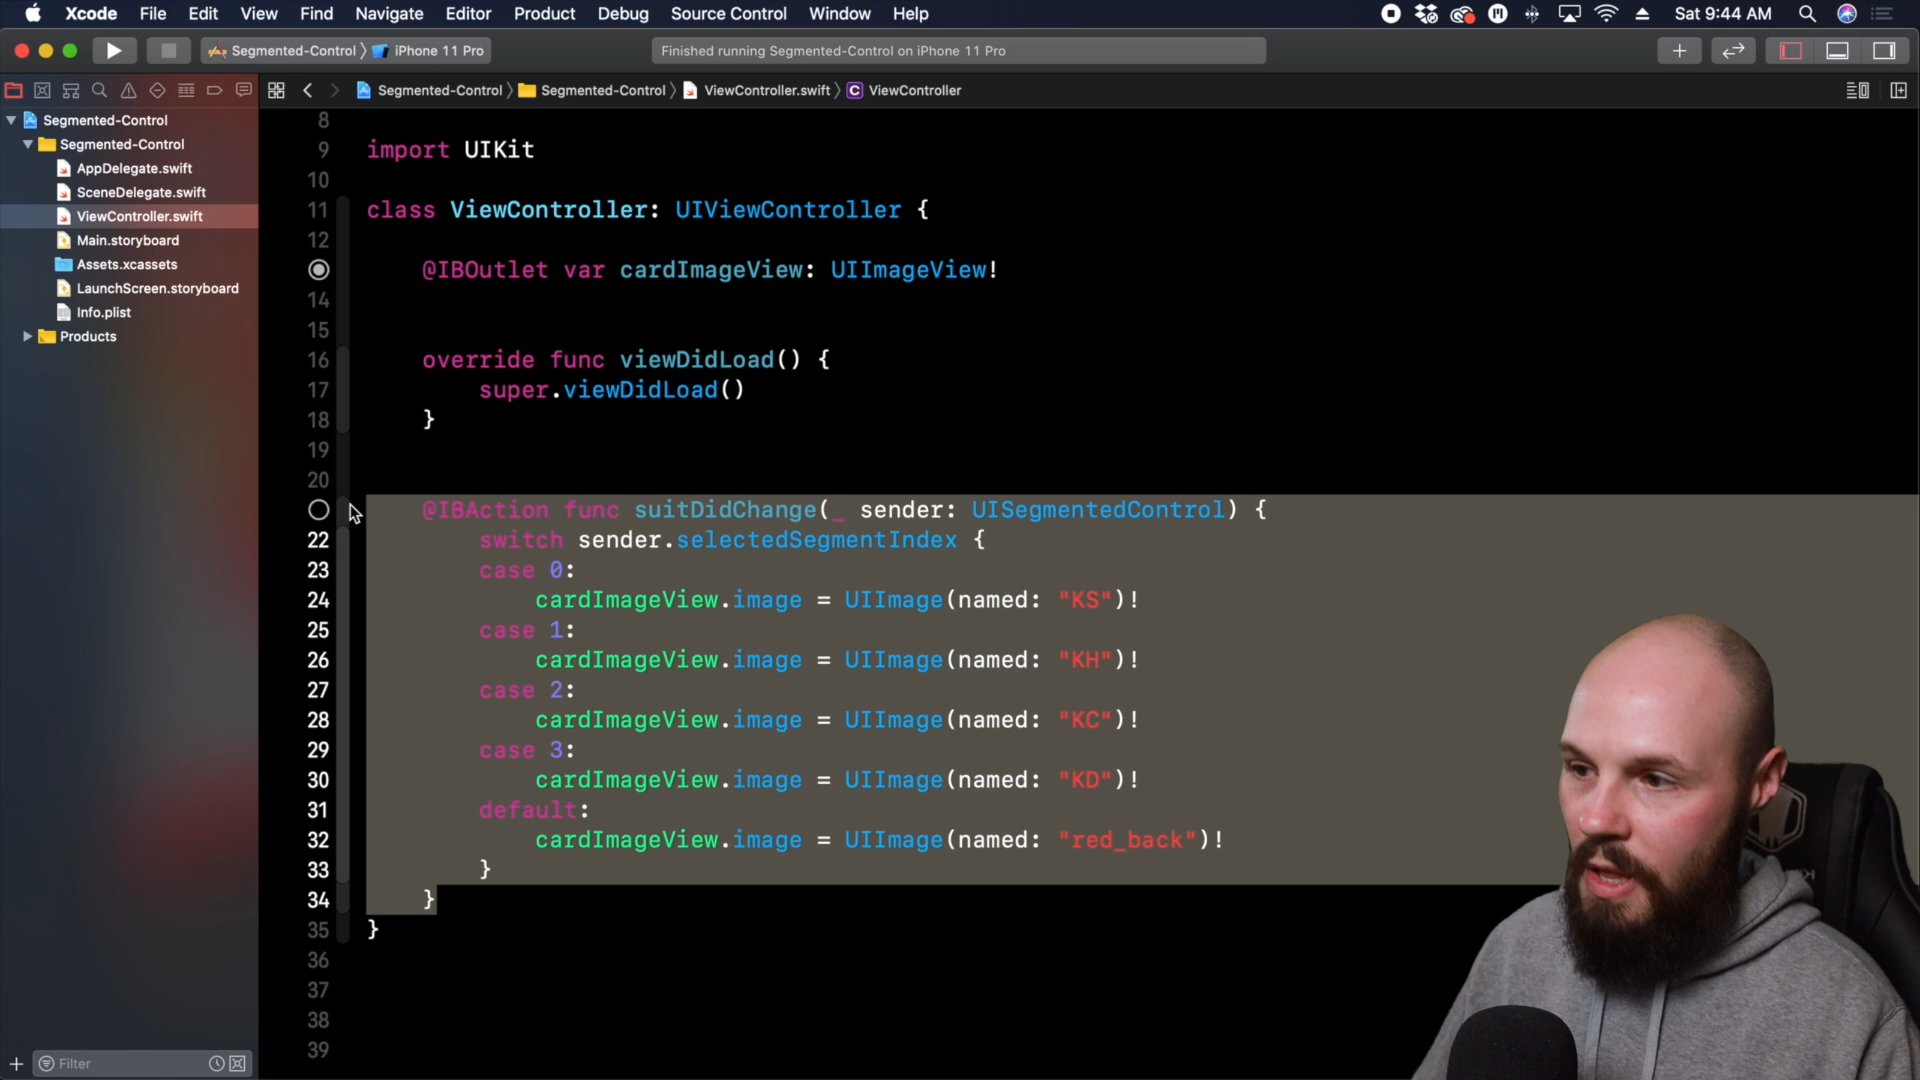 Xcode File Edit View Find Navigate Editor Product Debug Source Control Window Help Sat 9:44 AM
Segmented-Control iPhone 11 Pro Finished running Segmented-Control on iPhone 11 Pro
Segmented-Control Segmented-Control ViewController.swift C ViewController
Segmented-Control
Segmented-Control
AppDelegate.swift
SceneDelegate.swift
ViewController.swift
Main.storyboard
Assets.xcassets
LaunchScreen.storyboard
Info.plist
Products
Filter
8
9 import UIKit
10
11 class ViewController: UIViewController {
12
@IBOutlet var cardImageView: UIImageView!
14
15
16 override func viewDidLoad() {
17 super.viewDidLoad()
18 }
19
20
@IBAction func suitDidChange(_ sender: UISegmentedControl) {
22 switch sender.selectedSegmentIndex {
23 case 0:
24 cardImageView.image = UIImage(named: "KS")!
25 case 1:
26 cardImageView.image = UIImage(named: "KH")!
27 case 2:
28 cardImageView.image = UIImage(named: "KC")!
29 case 3:
30 cardImageView.image = UIImage(named: "KD")!
31 default:
32 cardImageView.image = UIImage(named: "red_back")!
33 }
34 }
35 }
36
37
38
39